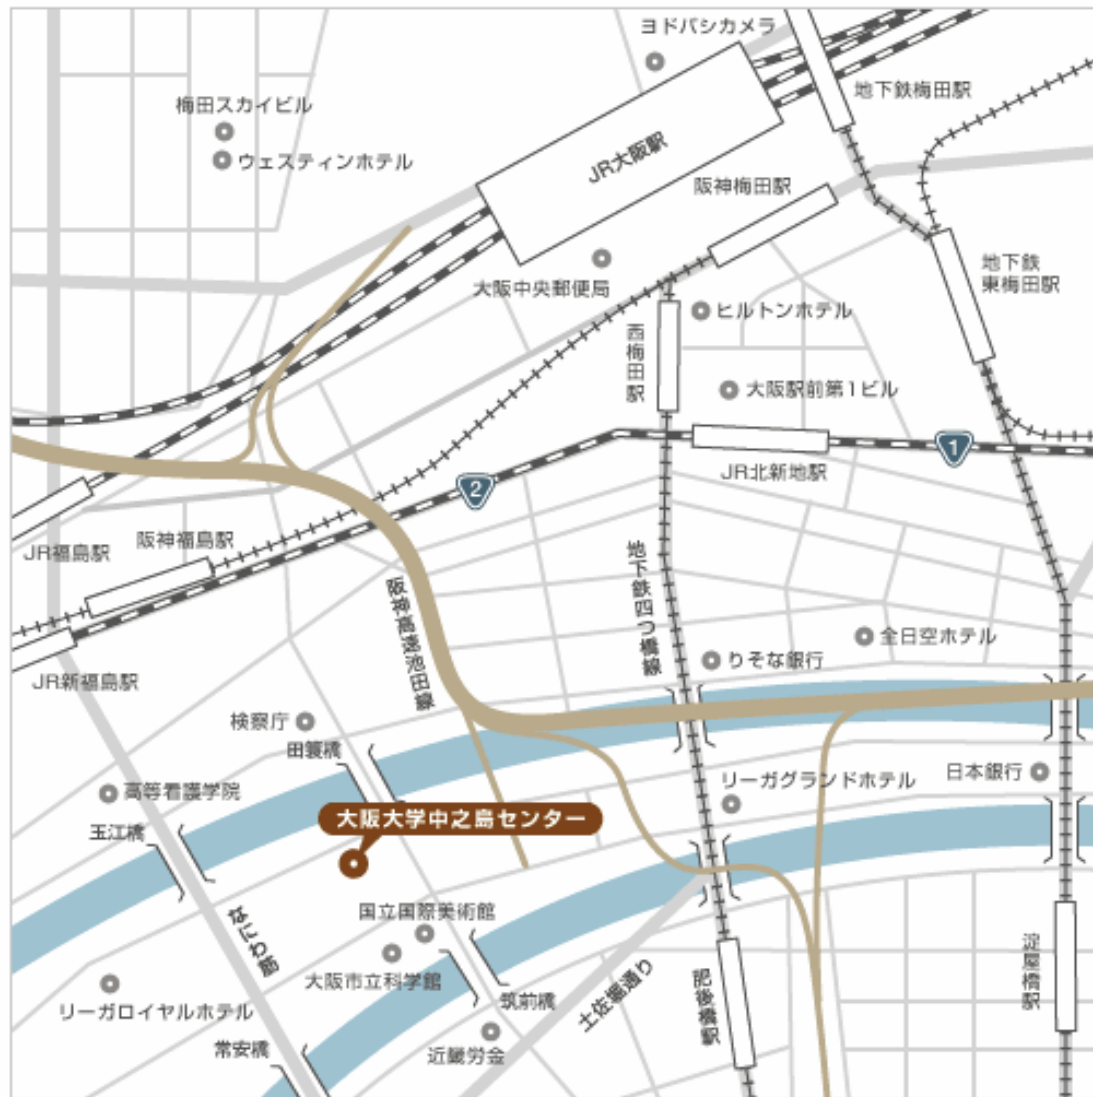 ヨドバシカメラ
地下鉄梅田駅
梅田スカイビル
ウェスティンホテル
JR大阪駅
阪神梅田駅
地下鉄
東梅田駅
大阪中央郵便局
ヒルトンホテル
西梅田駅
大阪駅前第1ビル
1
JR北新地駅
2
JR福島駅
阪神福島駅
阪神高速池田線
地下鉄四つ橋線
全日空ホテル
りそな銀行
JR新福島駅
検察庁
田簑橋
リーガグランドホテル
日本銀行
高等看護学院
大阪大学中之島センター
玉江橋
国立国際美術館
なにわ筋
大阪市立科学館
リーガロイヤルホテル
筑前橋
土佐堀通り
肥後橋駅
淀屋橋駅
近畿労金
常安橋